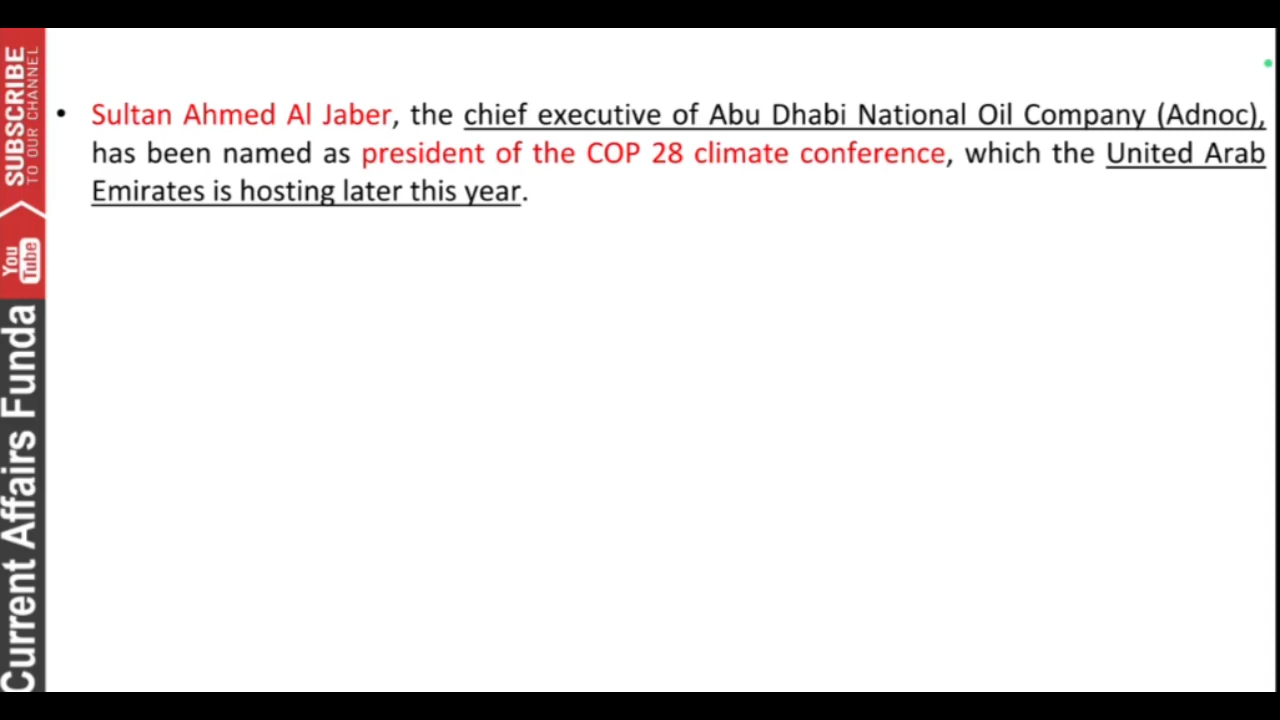 • Sultan Ahmed Al Jaber, the chief executive of Abu Dhabi National Oil Company (Adnoc),
has been named as president of the COP 28 climate conference, which the United Arab
Emirates is hosting later this year.
SUBSCRIBE
TO OUR CHANNEL
You
Tube
Current Affairs Funda